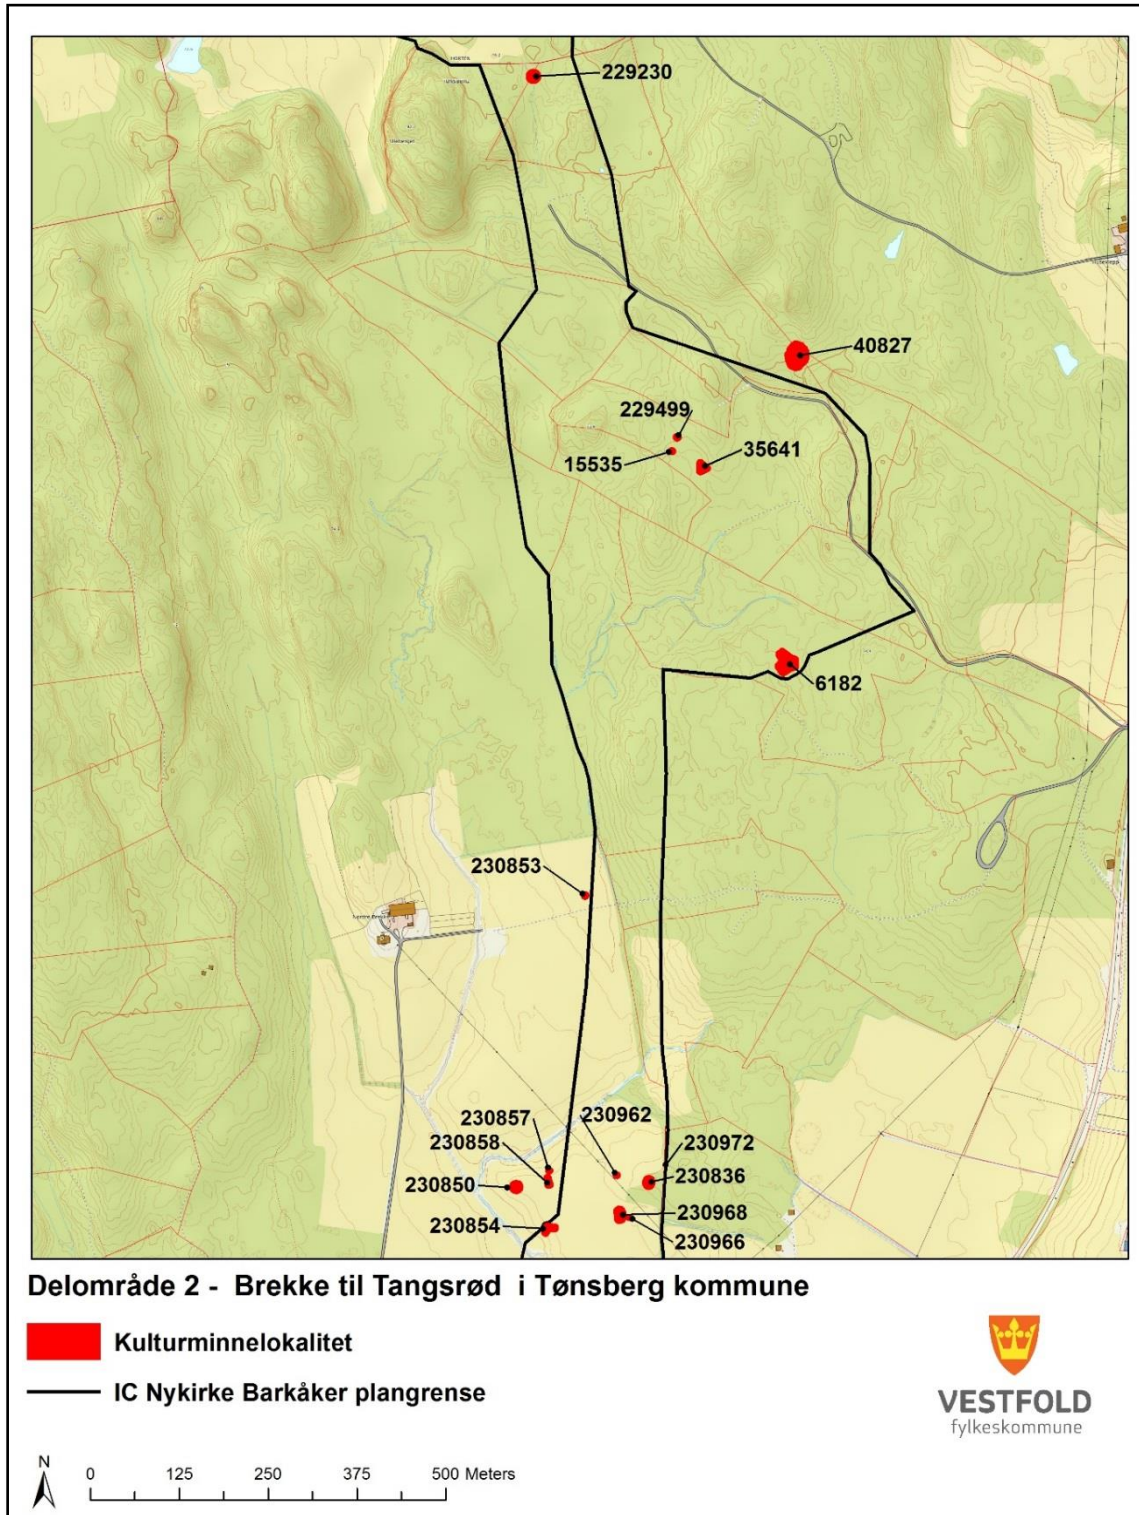 229230
40827
229499
15535
35641
6182
230853
230857
230962
230858
230972
230850
230836
230854
230968
230966
Delområde 2 - Brekke til Tangsrød i Tønsberg kommune
Kulturminnelokalitet
IC Nykirke Barkåker plangrense
VESTFOLD
fylkeskommune
N
0 125 250 375 500 Meters